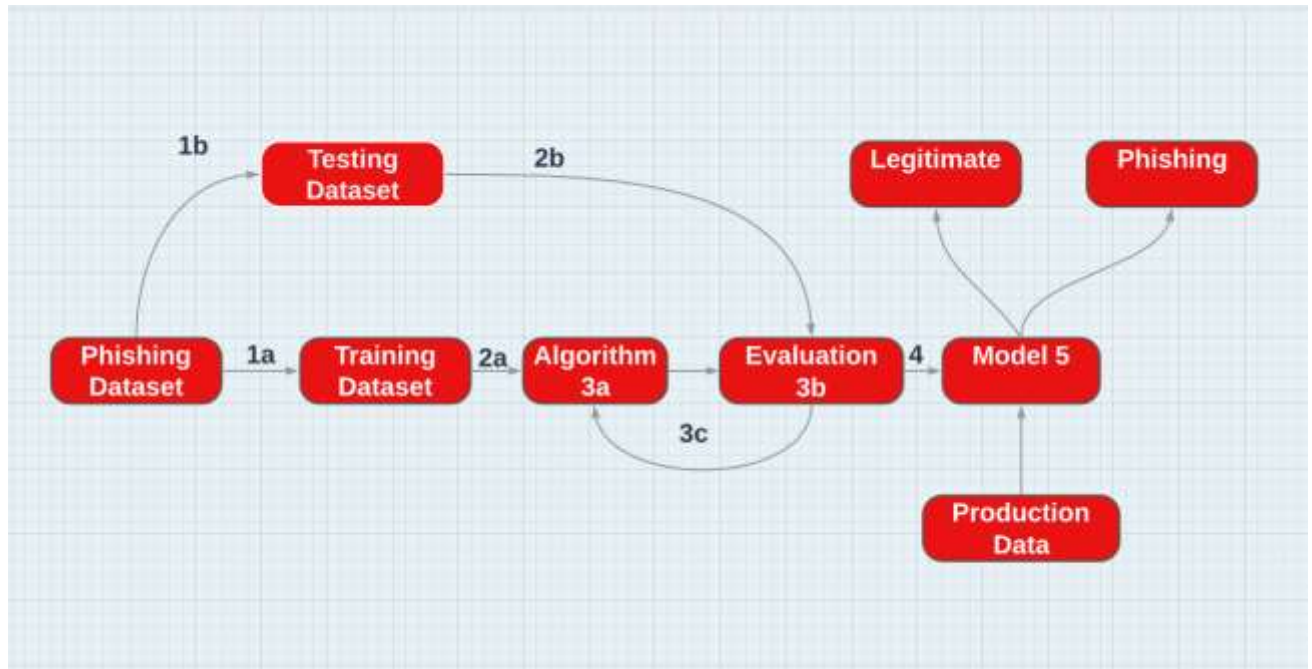 1b
Testing
Dataset
2b
Legitimate
Phishing
Phishing
Dataset
1a
Training
Dataset
2a
Algorithm
3a
Evaluation
3b
4
Model 5
3c
Production
Data